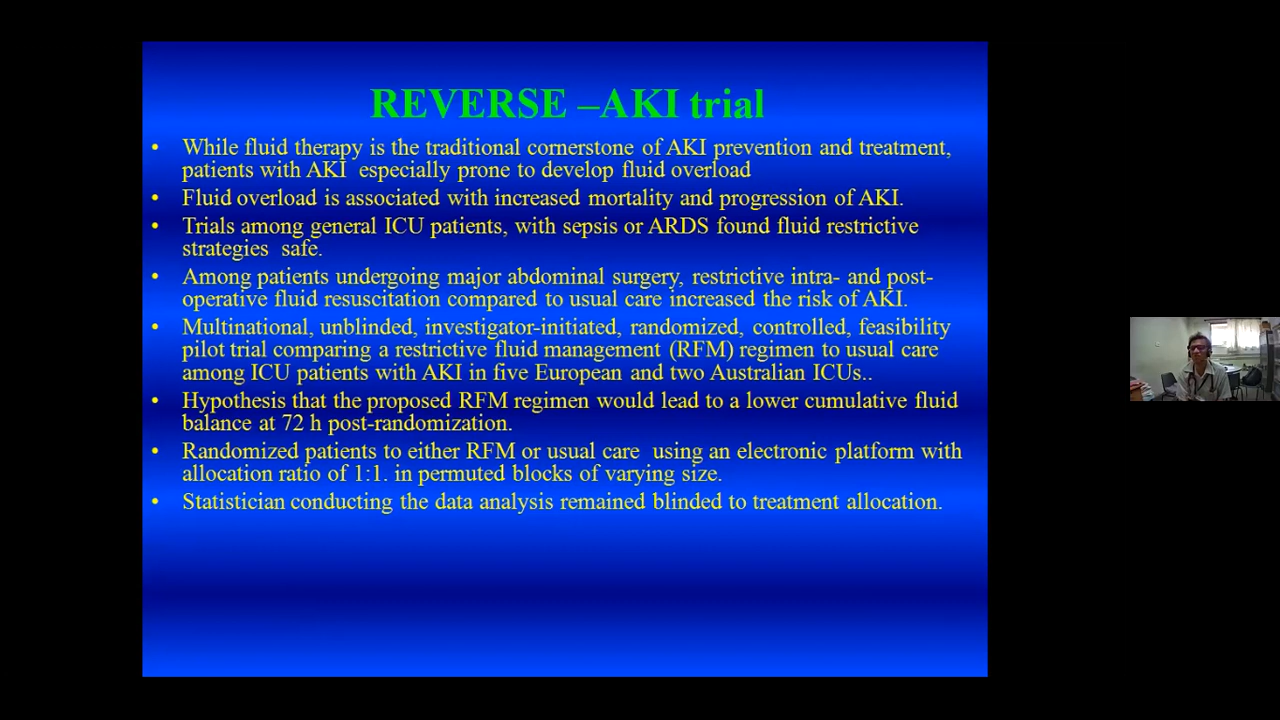 REVERSE –AKI trial
• While fluid therapy is the traditional cornerstone of AKI prevention and treatment,
patients with AKI especially prone to develop fluid overload
• Fluid overload is associated with increased mortality and progression of AKI.
• Trials among general ICU patients, with sepsis or ARDS found fluid restrictive
strategies safe.
• Among patients undergoing major abdominal surgery, restrictive intra- and post-
operative fluid resuscitation compared to usual care increased the risk of AKI.
• Multinational, unblinded, investigator-initiated, randomized, controlled, feasibility
pilot trial comparing a restrictive fluid management (RFM) regimen to usual care
among ICU patients with AKI in five European and two Australian ICUs..
• Hypothesis that the proposed RFM regimen would lead to a lower cumulative fluid
balance at 72 h post-randomization.
• Randomized patients to either RFM or usual care using an electronic platform with
allocation ratio of 1:1. in permuted blocks of varying size.
• Statistician conducting the data analysis remained blinded to treatment allocation.